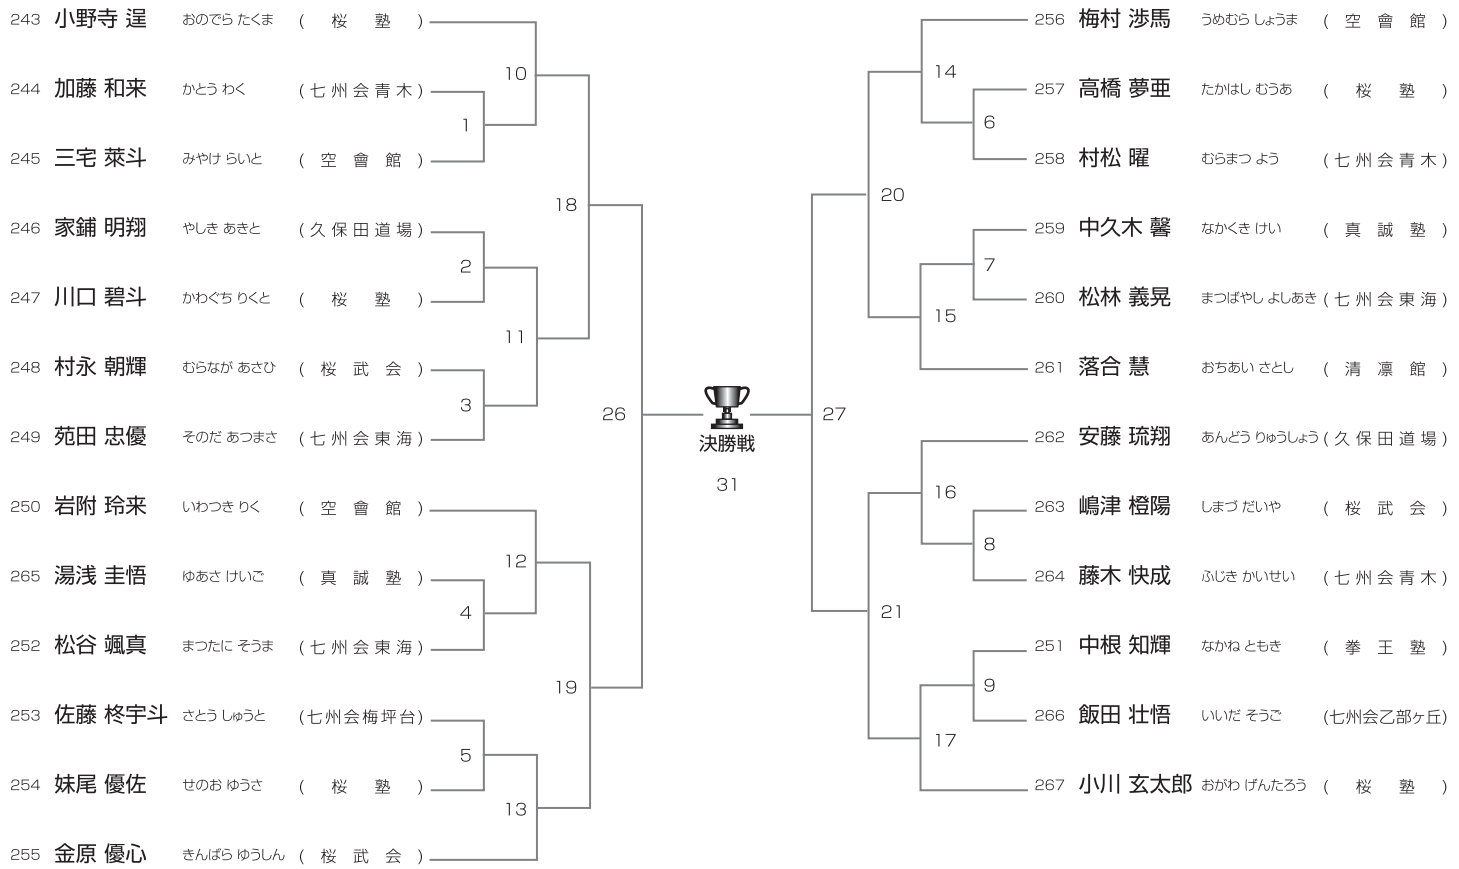 243 小野寺 逞 おのでら たくま ( 桜 塾 )
10
244 加藤 和来 かとう わく ( 七 州 会 青 木 )
1
245 三宅 萊斗 みやけ らいと ( 空 會 館 )
18
246 家鋪 明翔 やしき あきと ( 久 保 田 道 場 )
2
247 川口 碧斗 かわぐち りくと ( 桜 塾 )
11
248 村永 朝輝 むらなが あさひ ( 桜 武 会 )
3
249 苑田 忠優 そのだ あつまさ ( 七 州 会 東 海 )
26
250 岩附 玲来 いわつき りく ( 空 會 館 )
12
265 湯浅 圭悟 ゆあさ けいご ( 真 誠 塾 )
4
252 松谷 颯真 まつたに そうま ( 七 州 会 東 海 )
19
253 佐藤 柊宇斗 さとう しゅうと (七州会梅坪台)
5
254 妹尾 優佐 せのお ゆうさ ( 桜 塾 )
13
255 金原 優心 きんばら ゆうしん ( 桜 武 会 )
決勝戦
31
256 梅村 渉馬 うめむら しょうま ( 空 會 館 )
14
257 高橋 夢亜 たかはし むうあ ( 桜 塾 )
6
258 村松 曜 むらまつ よう ( 七 州 会 青 木 )
20
259 中久木 馨 なかくき けい ( 真 誠 塾 )
7
260 松林 義晃 まつばやし よしあき ( 七 州 会 東 海 )
15
261 落合 慧 おちあい さとし ( 清 凛 館 )
27
262 安藤 琉翔 あんどう りゅうしょう ( 久 保 田 道 場 )
16
263 嶋津 橙陽 しまづ だいや ( 桜 武 会 )
8
264 藤木 快成 ふじき かいせい ( 七 州 会 青 木 )
21
251 中根 知輝 なかね ともき ( 拳 王 塾 )
9
266 飯田 壮悟 いいだ そうご (七州会乙部ヶ丘)
17
267 小川 玄太郎 おがわ げんたろう ( 桜 塾 )